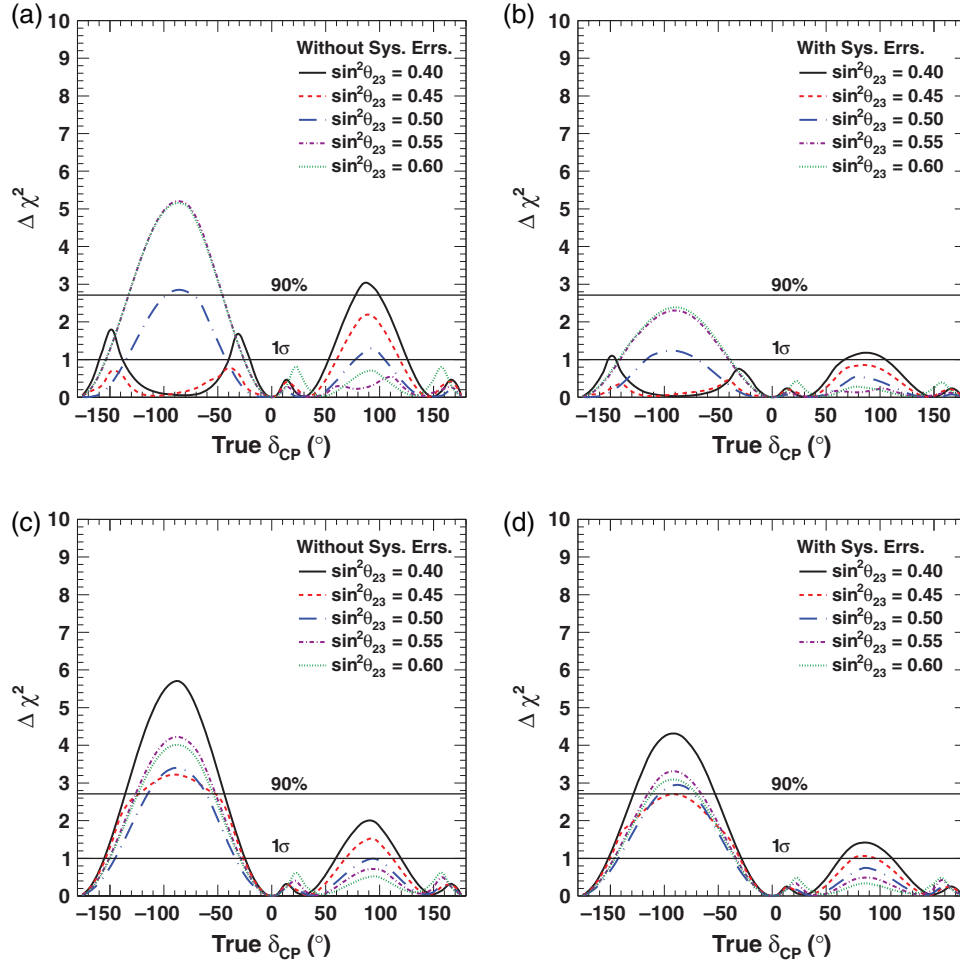 (a)
10
9
8
7
6
5
4
3
2
1
0
Δ χ²
Without Sys. Errs.
sin²θ₂₃ = 0.40
sin²θ₂₃ = 0.45
sin²θ₂₃ = 0.50
sin²θ₂₃ = 0.55
sin²θ₂₃ = 0.60
90%
1σ
−150 −100 −50 0 50 100 150
True δCP (°)
(b)
10
9
8
7
6
5
4
3
2
1
0
Δ χ²
With Sys. Errs.
sin²θ₂₃ = 0.40
sin²θ₂₃ = 0.45
sin²θ₂₃ = 0.50
sin²θ₂₃ = 0.55
sin²θ₂₃ = 0.60
90%
1σ
−150 −100 −50 0 50 100 150
True δCP (°)
(c)
10
9
8
7
6
5
4
3
2
1
0
Δ χ²
Without Sys. Errs.
sin²θ₂₃ = 0.40
sin²θ₂₃ = 0.45
sin²θ₂₃ = 0.50
sin²θ₂₃ = 0.55
sin²θ₂₃ = 0.60
90%
1σ
−150 −100 −50 0 50 100 150
True δCP (°)
(d)
10
9
8
7
6
5
4
3
2
1
0
Δ χ²
With Sys. Errs.
sin²θ₂₃ = 0.40
sin²θ₂₃ = 0.45
sin²θ₂₃ = 0.50
sin²θ₂₃ = 0.55
sin²θ₂₃ = 0.60
90%
1σ
−150 −100 −50 0 50 100 150
True δCP (°)